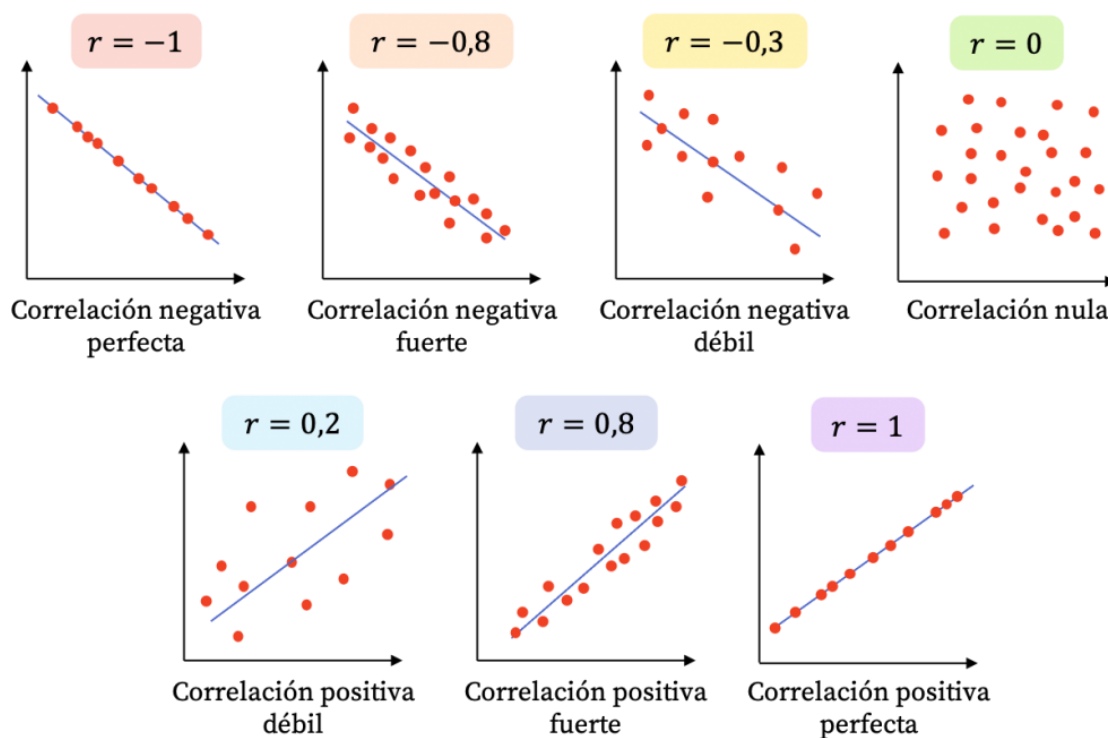 r = −1
r = −0,8
r = −0,3
r = 0
Correlación negativa
perfecta
Correlación negativa
fuerte
Correlación negativa
débil
Correlación nula
r = 0,2
r = 0,8
r = 1
Correlación positiva
débil
Correlación positiva
fuerte
Correlación positiva
perfecta